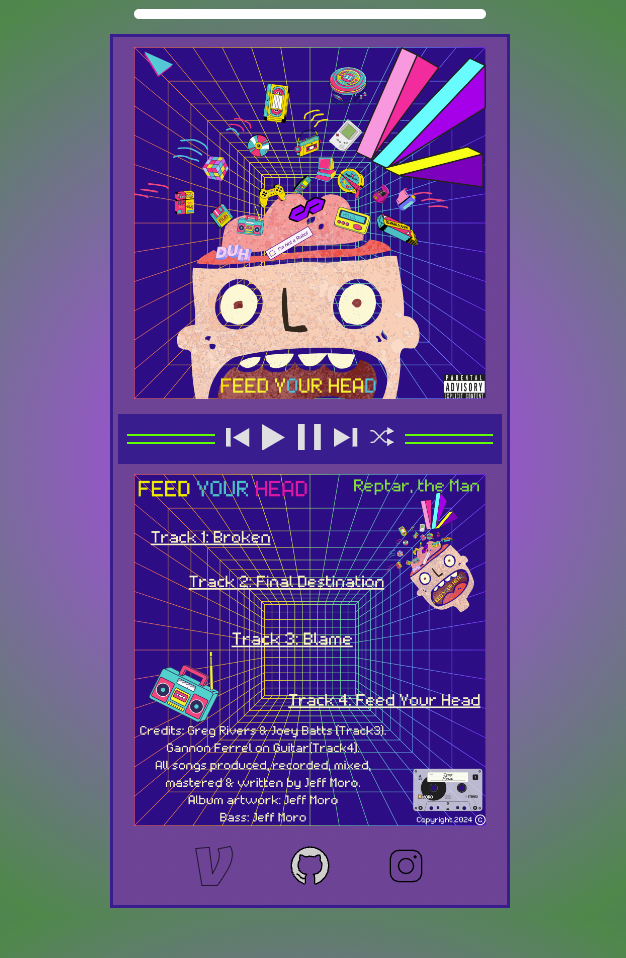 DUH
I'm not a Robot
FEED YOUR HEAD
PARENTAL
ADVISORY
EXPLICIT CONTENT
FEED YOUR HEAD
Reptar, the Man
Track 1: Broken
Track 2: Final Destination
Track 3: Blame
Track 4: Feed Your Head
Credits: Greg Rivers & Joey Batts (Track3).
Gannon Ferrel on Guitar(Track4).
All songs produced, recorded, mixed,
mastered & written by Jeff Moro.
Album artwork: Jeff Moro
Bass: Jeff Moro
Copyright 2024 ©